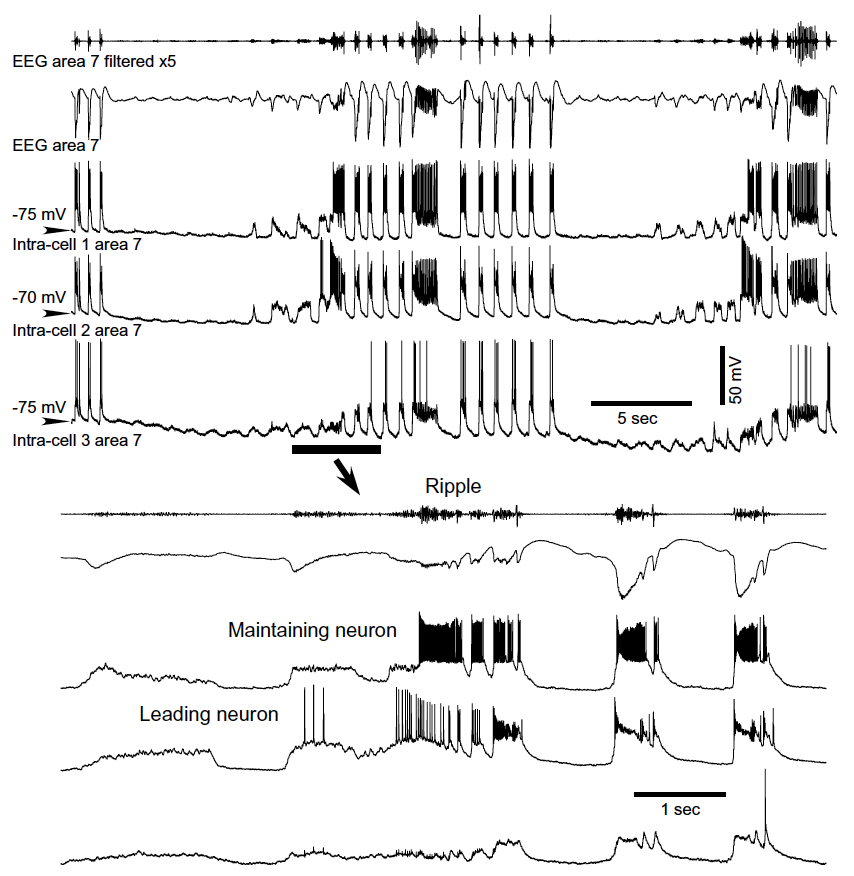 EEG area 7 filtered x5
EEG area 7
-75 mV
Intra-cell 1 area 7
-70 mV
Intra-cell 2 area 7
50 mV
-75 mV
5 sec
Intra-cell 3 area 7
Ripple
Maintaining neuron
Leading neuron
1 sec